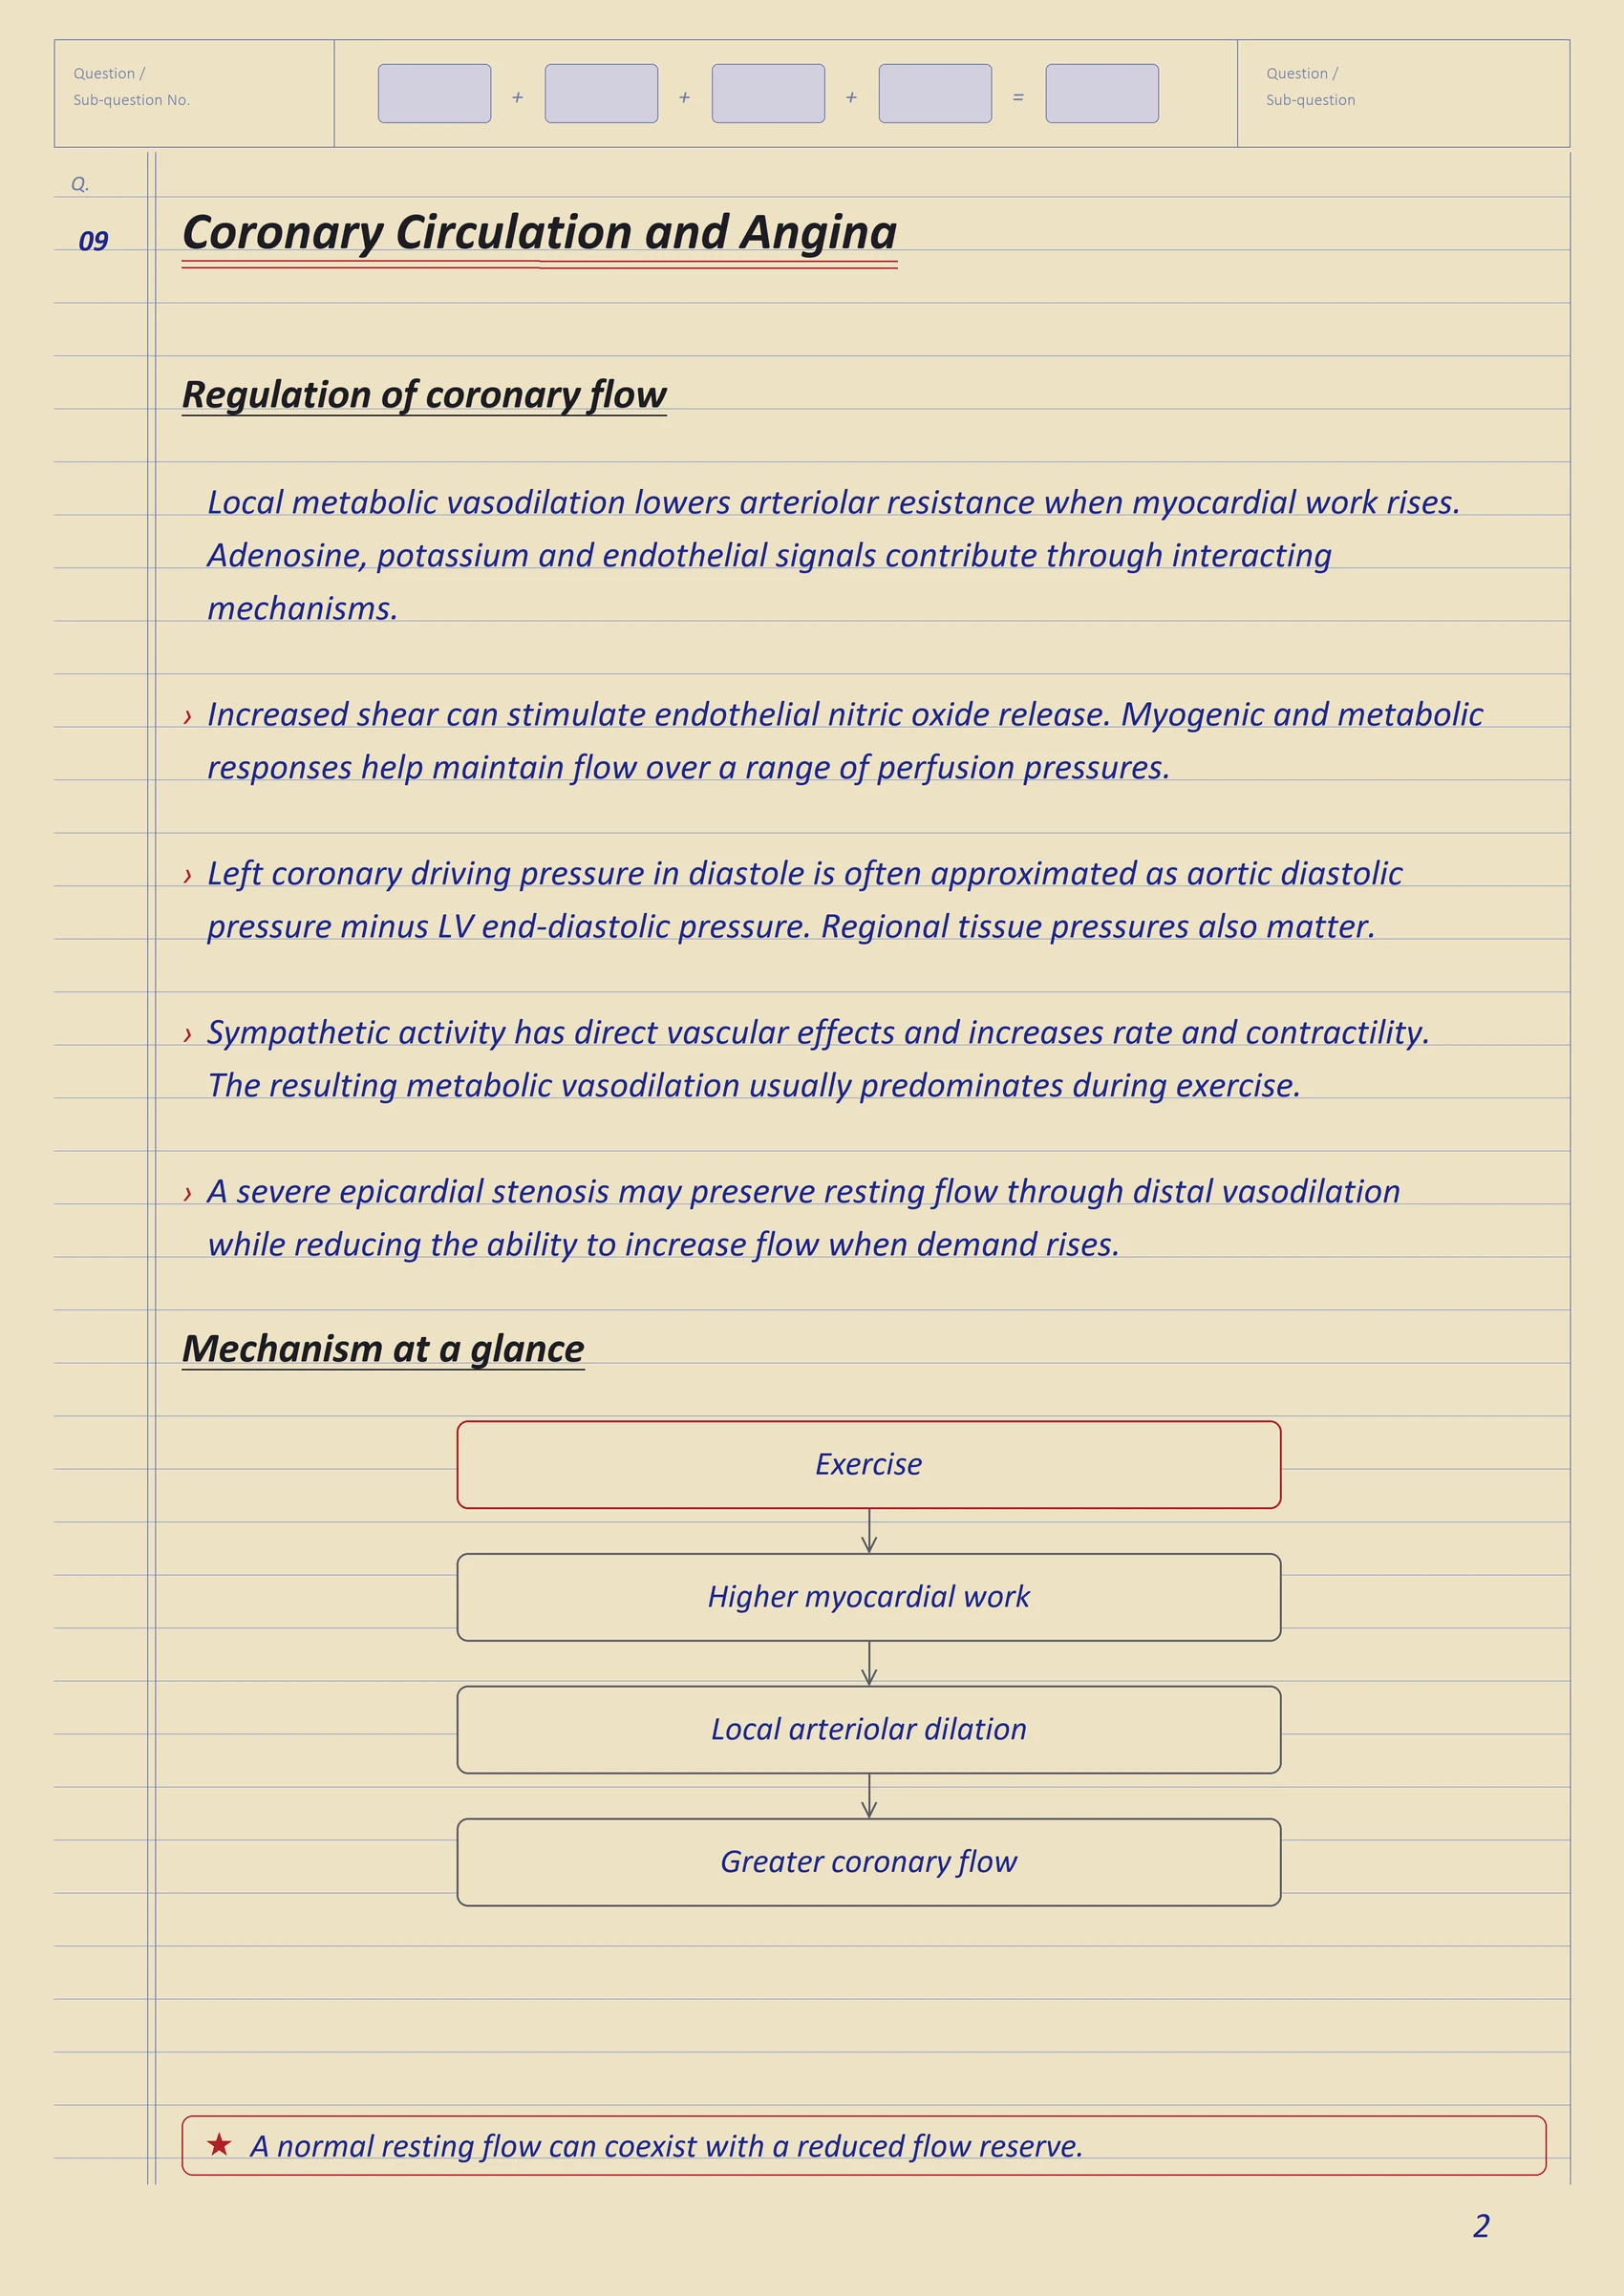 Question /
Sub-question No.
+ + + =
Question /
Sub-question
Q.
09
Coronary Circulation and Angina
Regulation of coronary flow
Local metabolic vasodilation lowers arteriolar resistance when myocardial work rises.
Adenosine, potassium and endothelial signals contribute through interacting
mechanisms.
› Increased shear can stimulate endothelial nitric oxide release. Myogenic and metabolic
responses help maintain flow over a range of perfusion pressures.
› Left coronary driving pressure in diastole is often approximated as aortic diastolic
pressure minus LV end-diastolic pressure. Regional tissue pressures also matter.
› Sympathetic activity has direct vascular effects and increases rate and contractility.
The resulting metabolic vasodilation usually predominates during exercise.
› A severe epicardial stenosis may preserve resting flow through distal vasodilation
while reducing the ability to increase flow when demand rises.
Mechanism at a glance
Exercise
Higher myocardial work
Local arteriolar dilation
Greater coronary flow
★ A normal resting flow can coexist with a reduced flow reserve.
2